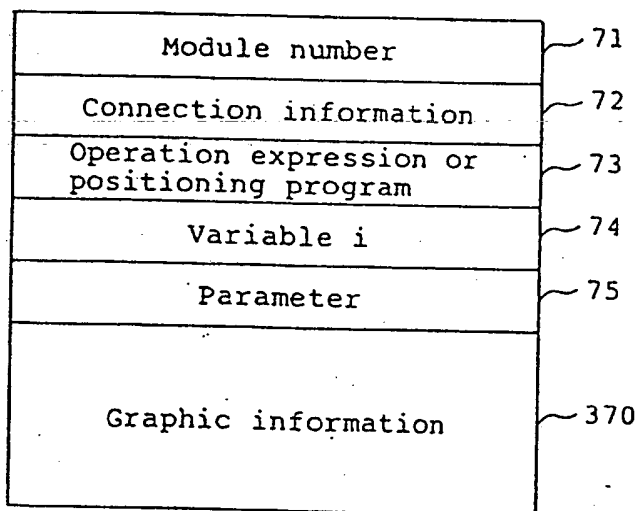 Module number 71
Connection information 72
Operation expression or
positioning program 73
Variable i 74
Parameter 75
Graphic information 370